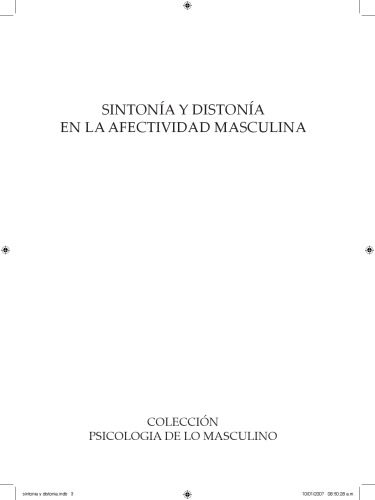 SINTONÍA Y DISTONÍA
EN LA AFECTIVIDAD MASCULINA
COLECCIÓN
PSICOLOGIA DE LO MASCULINO
sintonia y distonia.indb 3 10/01/2007 08:50:28 a.m.